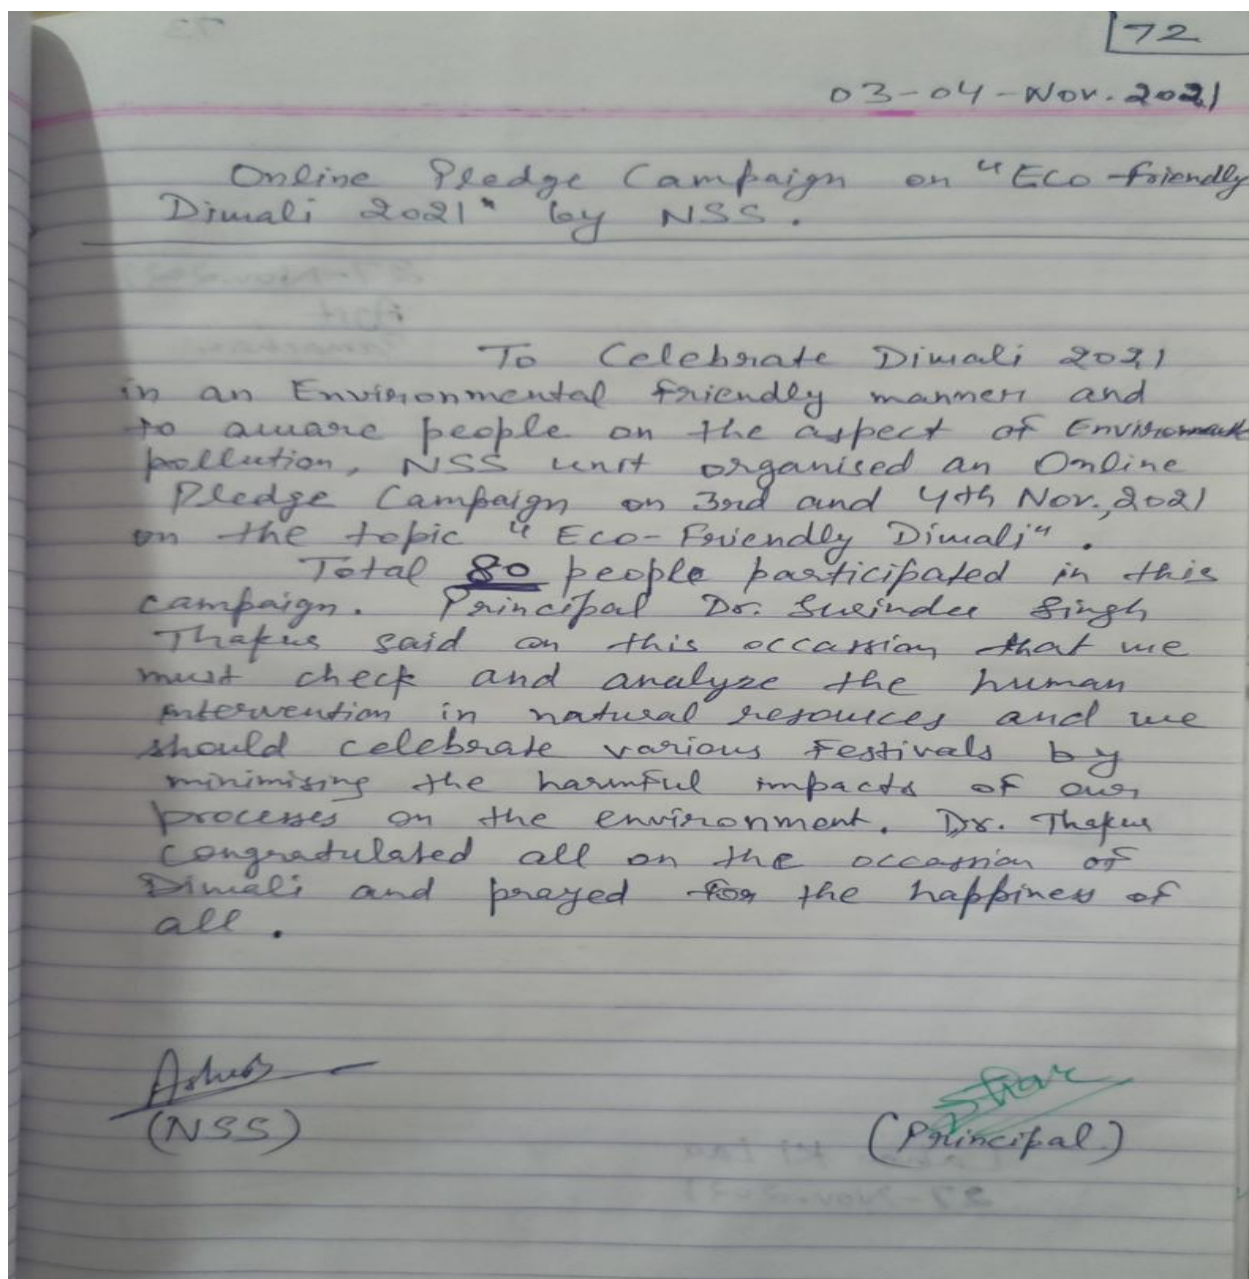 72
03-04-Nov. 2021
Online Pledge Campaign on "Eco-friendly
Diwali 2021" by NSS.
To Celebrate Diwali 2021
in an Environmental friendly manner and
to aware people on the aspect of Environment
pollution, NSS unit organised an Online
Pledge Campaign on 3rd and 4th Nov., 2021
on the topic "Eco-Friendly Diwali".
Total 80 people participated in this
campaign. Principal Dr. Surinder Singh
Thakur said on this occassion that we
must check and analyze the human
intervention in natural resources and we
should celebrate various Festivals by
minimising the harmful impacts of our
processes on the environment. Dr. Thakur
Congratulated all on the occassion of
Diwali and prayed for the happiness of
all.
(NSS)
(Principal)